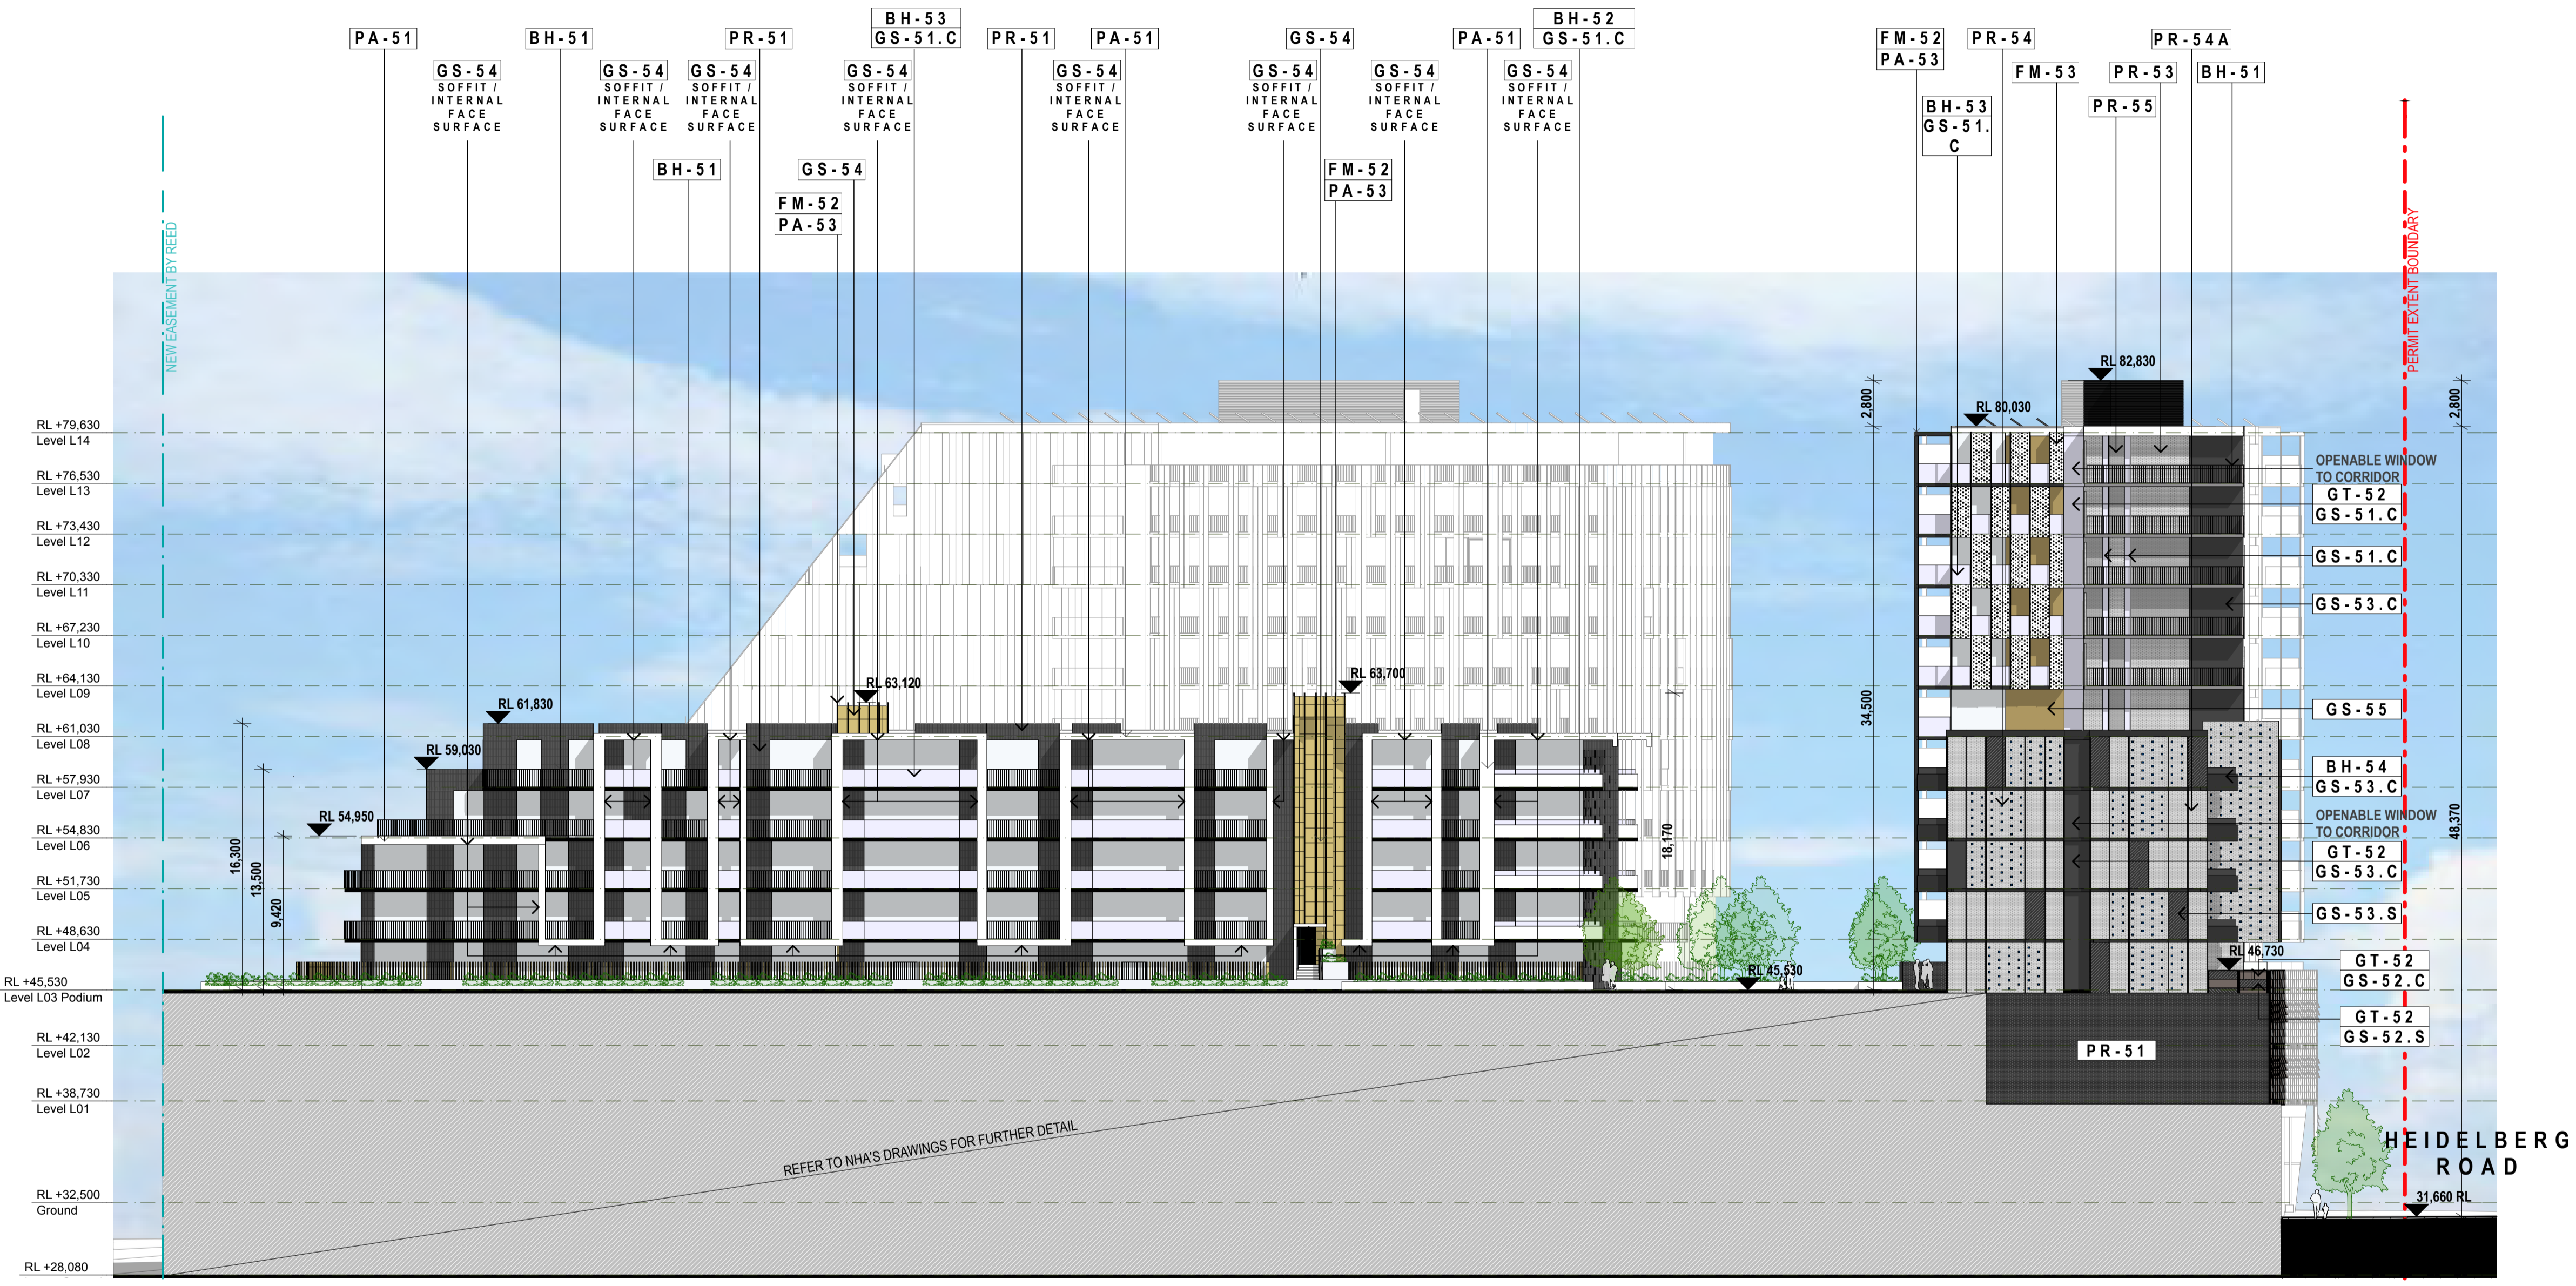 BH-53
BH-52
PA-51
BH-51
PR-51
GS-51.C
PR-51
PA-51
GS-54
PA-51
GS-51.C
FM-52
PR-54
PR-54A
PA-53
GS-54
SOFFIT /
INTERNAL
FACE
SURFACE
GS-54
SOFFIT /
INTERNAL
FACE
SURFACE
GS-54
SOFFIT /
INTERNAL
FACE
SURFACE
GS-54
SOFFIT /
INTERNAL
FACE
SURFACE
GS-54
SOFFIT /
INTERNAL
FACE
SURFACE
GS-54
SOFFIT /
INTERNAL
FACE
SURFACE
GS-54
SOFFIT /
INTERNAL
FACE
SURFACE
GS-54
SOFFIT /
INTERNAL
FACE
SURFACE
FM-53
PR-53
BH-51
BH-53
GS-51.
C
PR-55
BH-51
GS-54
FM-52
PA-53
FM-52
PA-53
NEW EASEMENT BY REED
PERMIT EXTENT BOUNDARY
RL 82,830
RL 80,030
2,800
2,800
RL +79,630
Level L14
RL +76,530
Level L13
RL +73,430
Level L12
RL +70,330
Level L11
RL +67,230
Level L10
RL +64,130
Level L09
RL +61,030
Level L08
RL +57,930
Level L07
RL +54,830
Level L06
RL +51,730
Level L05
RL +48,630
Level L04
RL +45,530
Level L03 Podium
RL +42,130
Level L02
RL +38,730
Level L01
RL +32,500
Ground
RL +28,080
RL 63,120
RL 63,700
RL 61,830
RL 59,030
RL 54,950
16,300
13,500
9,420
18,170
34,500
48,370
RL 45,530
OPENABLE WINDOW
TO CORRIDOR
GT-52
GS-51.C
GS-51.C
GS-53.C
GS-55
BH-54
GS-53.C
OPENABLE WINDOW
TO CORRIDOR
GT-52
GS-53.C
GS-53.S
RL 46,730
GT-52
GS-52.C
GT-52
GS-52.S
PR-51
REFER TO NHA'S DRAWINGS FOR FURTHER DETAIL
HEIDELBERG
ROAD
31,660 RL